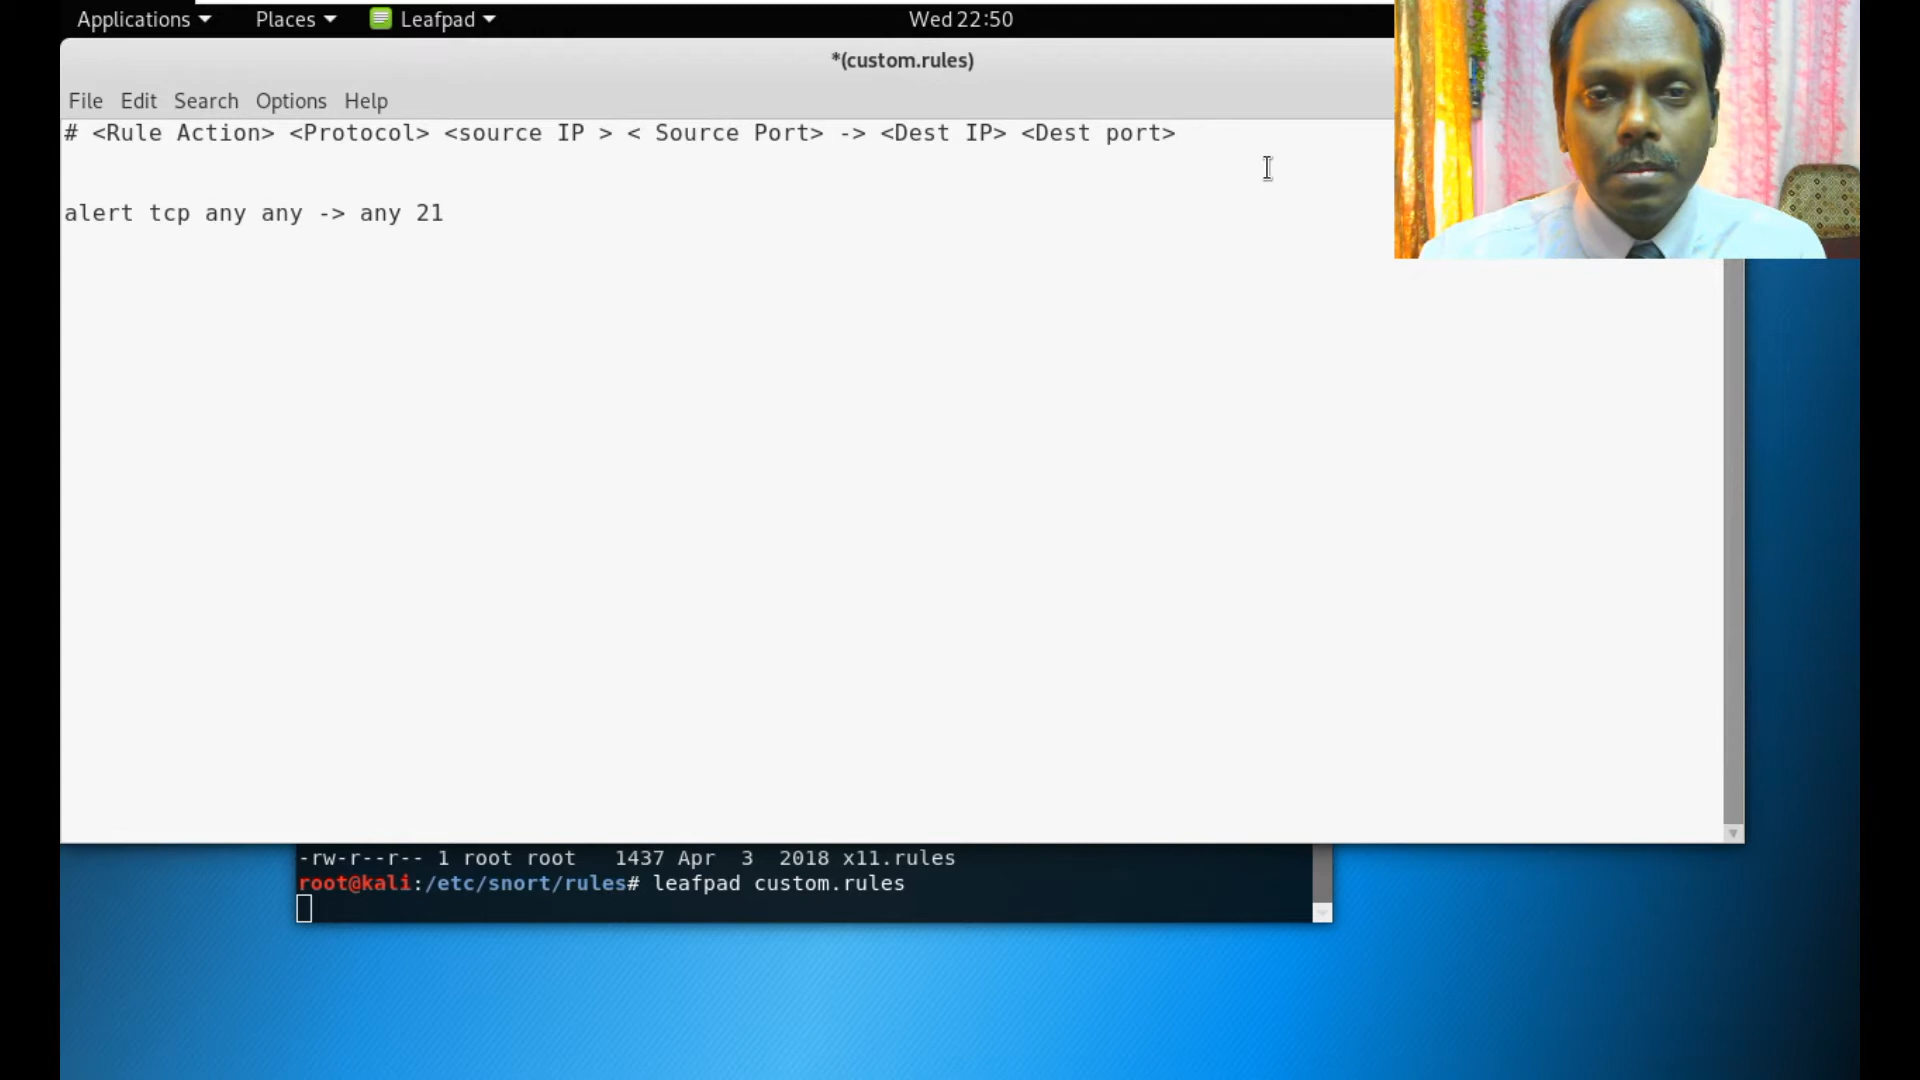 Applications Places Leafpad Wed 22:50
*(custom.rules)
File Edit Search Options Help
# <Rule Action> <Protocol> <source IP > < Source Port> -> <Dest IP> <Dest port>
alert tcp any any -> any 21
-rw-r--r-- 1 root root 1437 Apr 3 2018 x11.rules
root@kali:/etc/snort/rules# leafpad custom.rules